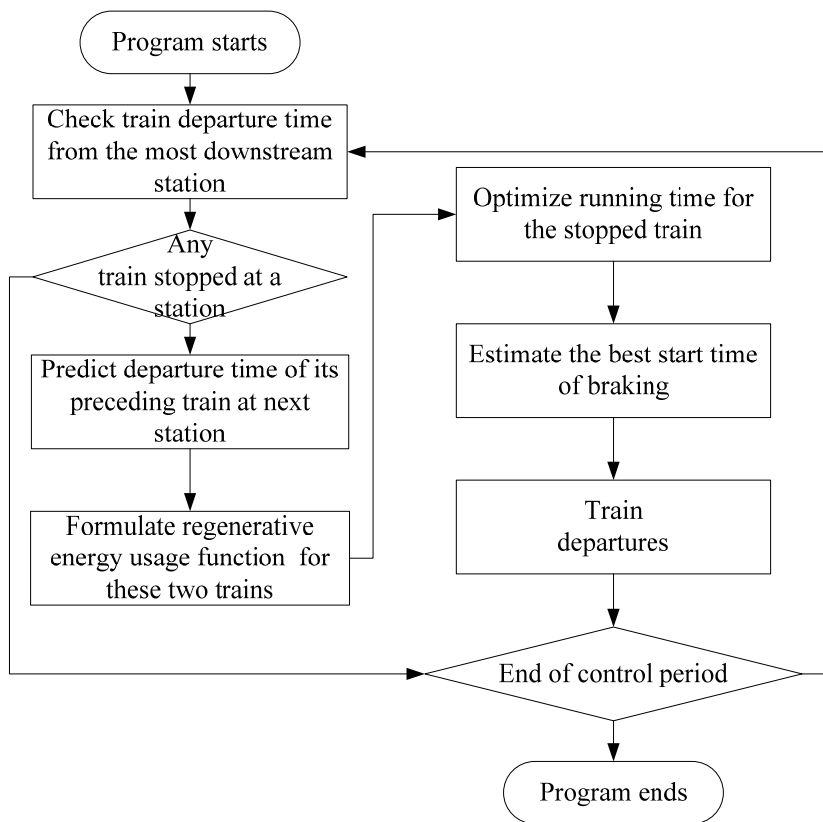 Program starts
Check train departure time
from the most downstream
station
Any
train stopped at a
station
Predict departure time of its
preceding train at next
station
Formulate regenerative
energy usage function for
these two trains
Optimize running time for
the stopped train
Estimate the best start time
of braking
Train
departures
End of control period
Program ends